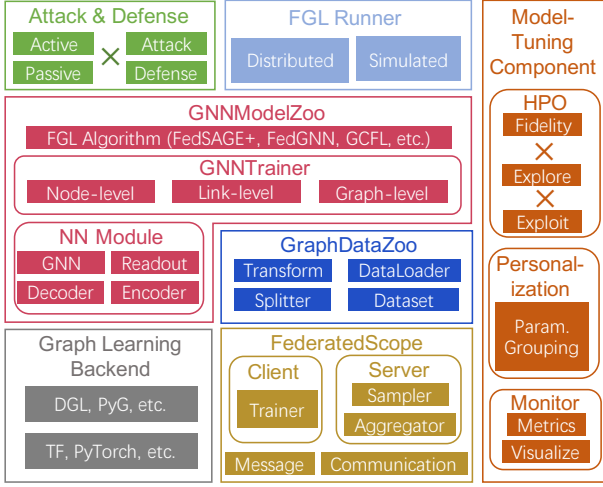 Attack & Defense
Active
Attack
×
Passive
Defense
FGL Runner
Distributed
Simulated
Model-
Tuning
Component
HPO
Fidelity
×
Explore
×
Exploit
Personal-
ization
Param.
Grouping
Monitor
Metrics
Visualize
GNNModelZoo
FGL Algorithm (FedSAGE+, FedGNN, GCFL, etc.)
GNNTrainer
Node-level
Link-level
Graph-level
NN Module
GNN
Readout
Decoder
Encoder
GraphDataZoo
Transform
DataLoader
Splitter
Dataset
Graph Learning
Backend
DGL, PyG, etc.
TF, PyTorch, etc.
FederatedScope
Client
Trainer
Server
Sampler
Aggregator
Message
Communication